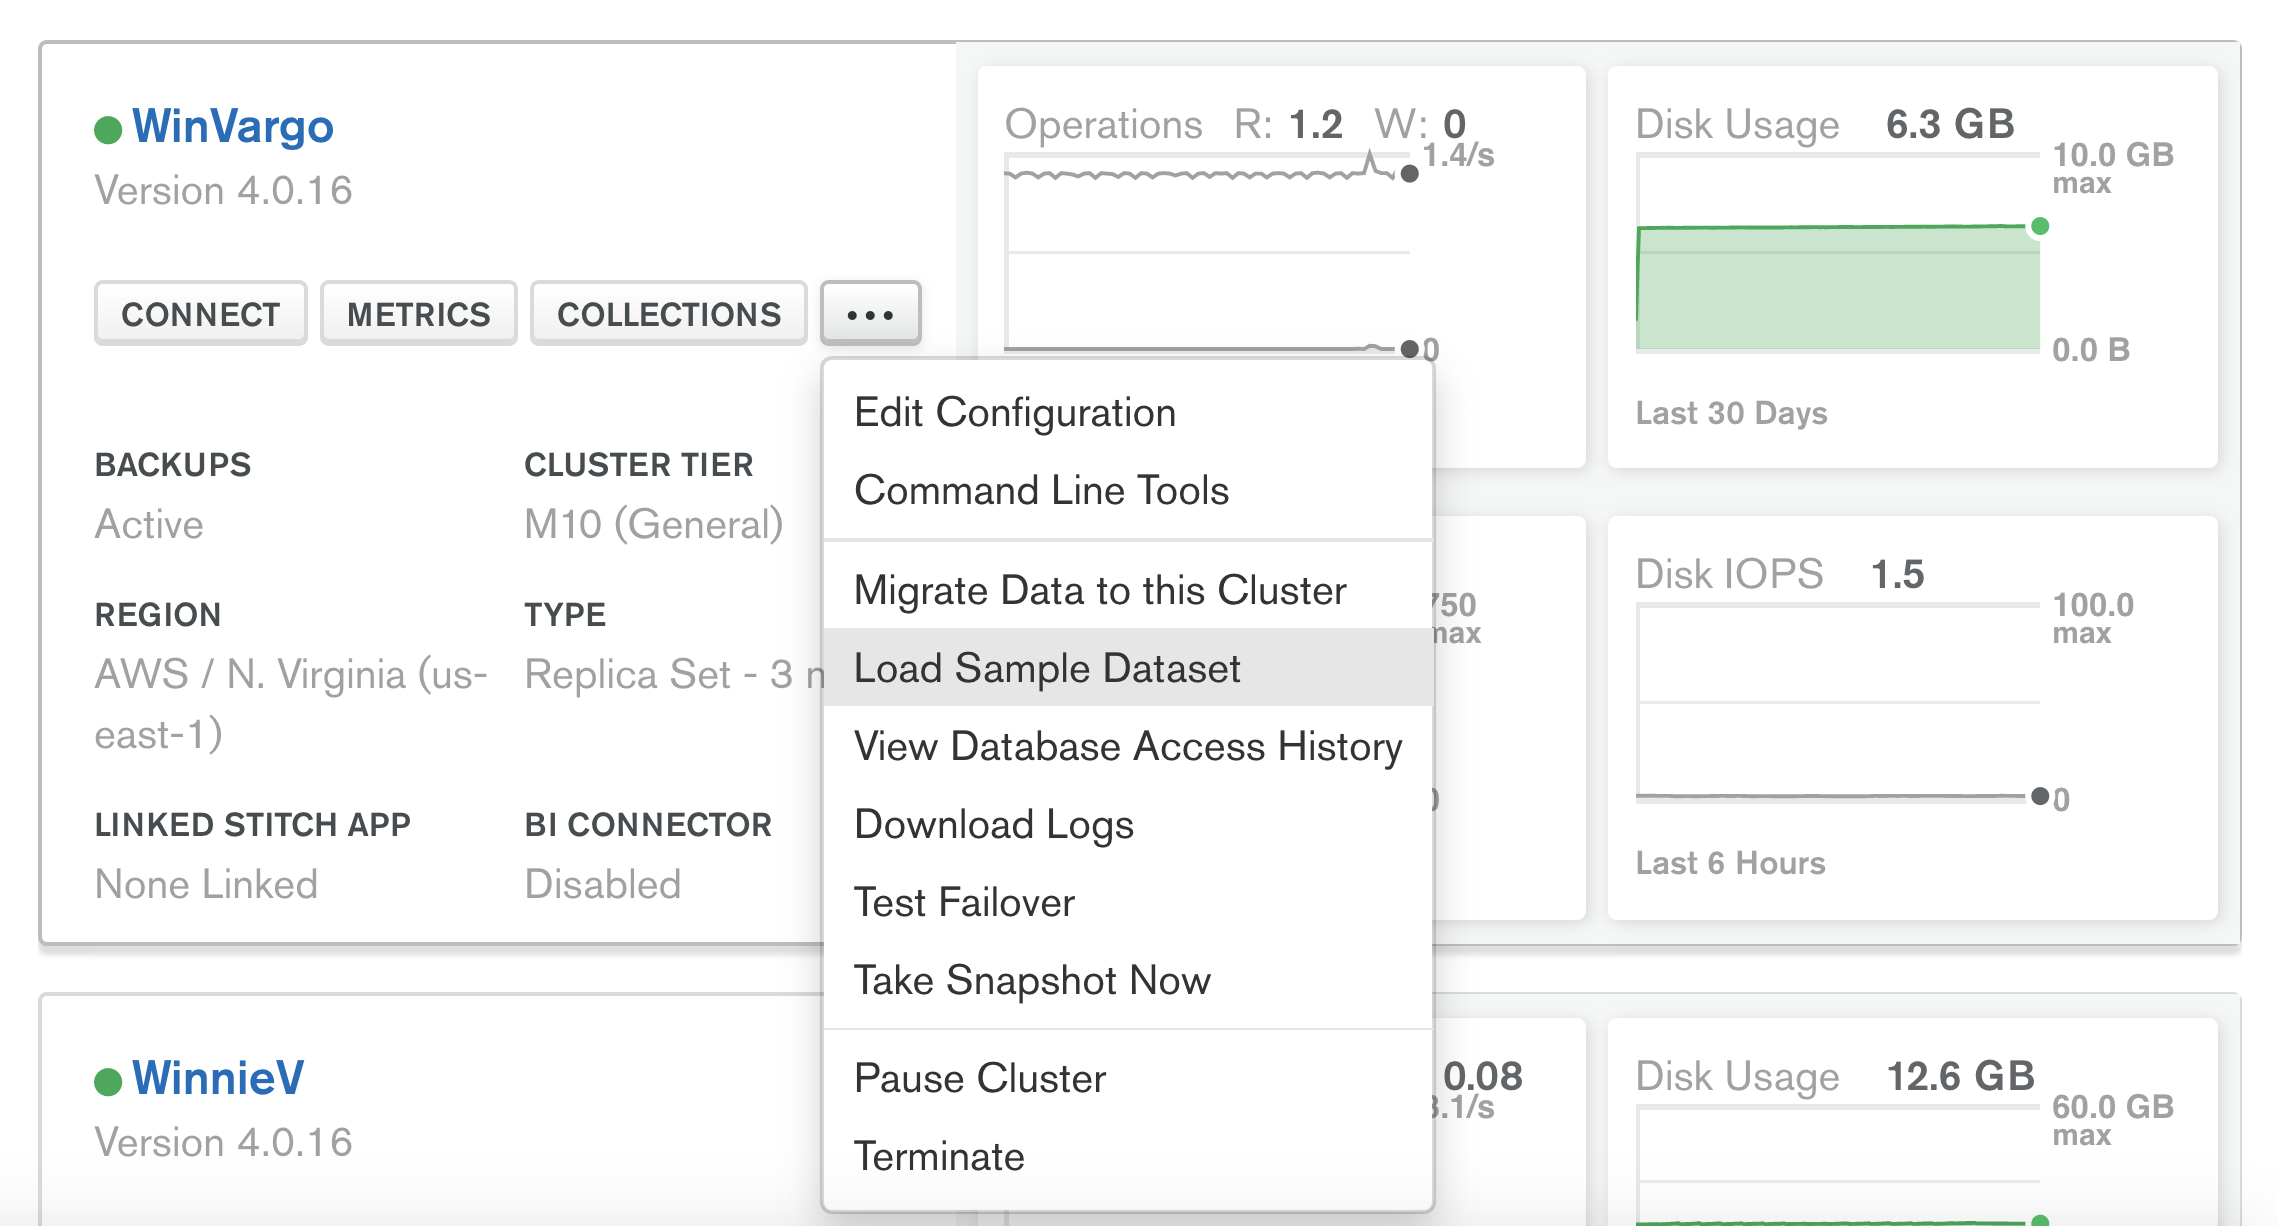 WinVargo
Version 4.0.16
CONNECT
METRICS
COLLECTIONS
...
BACKUPS
Active
CLUSTER TIER
M10 (General)
REGION
AWS / N. Virginia (us-
east-1)
TYPE
Replica Set - 3
LINKED STITCH APP
None Linked
BI CONNECTOR
Disabled
Operations R: 1.2 W: 0
1.4/s
0
Disk Usage 6.3 GB
10.0 GB
max
0.0 B
Last 30 Days
Edit Configuration
Command Line Tools
Migrate Data to this Cluster
Load Sample Dataset
View Database Access History
Download Logs
Test Failover
Take Snapshot Now
Pause Cluster
Terminate
750
max
0
Disk IOPS 1.5
100.0
max
0
Last 6 Hours
WinnieV
Version 4.0.16
0.08
3.1/s
Disk Usage 12.6 GB
60.0 GB
max